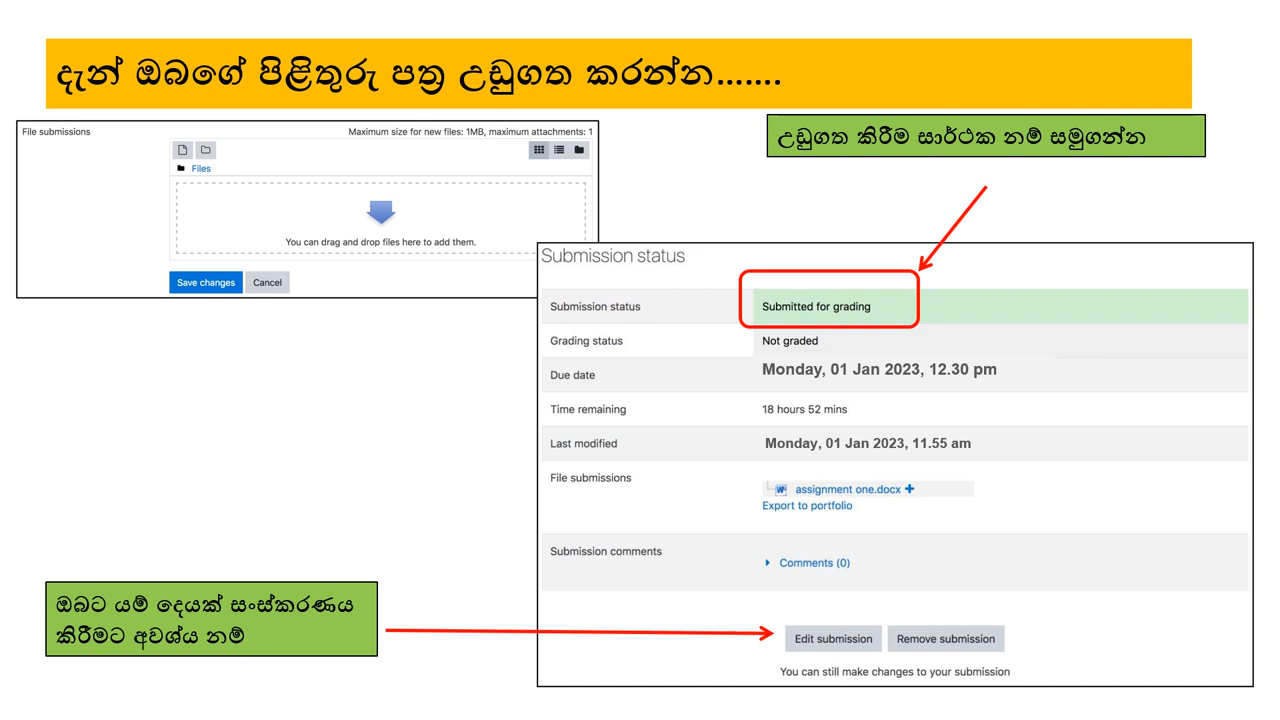 දැන් ඔබගේ පිළිතුරු පත්‍ර උඩුගත කරන්න.......
File submissions
Maximum size for new files: 1MB, maximum attachments: 1
Files
You can drag and drop files here to add them.
Save changes Cancel
උඩුගත කිරීම සාර්ථක නම් සමුගන්න
Submission status
Submission status Submitted for grading
Grading status Not graded
Due date Monday, 01 Jan 2023, 12.30 pm
Time remaining 18 hours 52 mins
Last modified Monday, 01 Jan 2023, 11.55 am
File submissions
assignment one.docx
Export to portfolio
Submission comments
Comments (0)
ඔබට යම් දෙයක් සංස්කරණය
කිරීමට අවශ්ය නම්
Edit submission Remove submission
You can still make changes to your submission